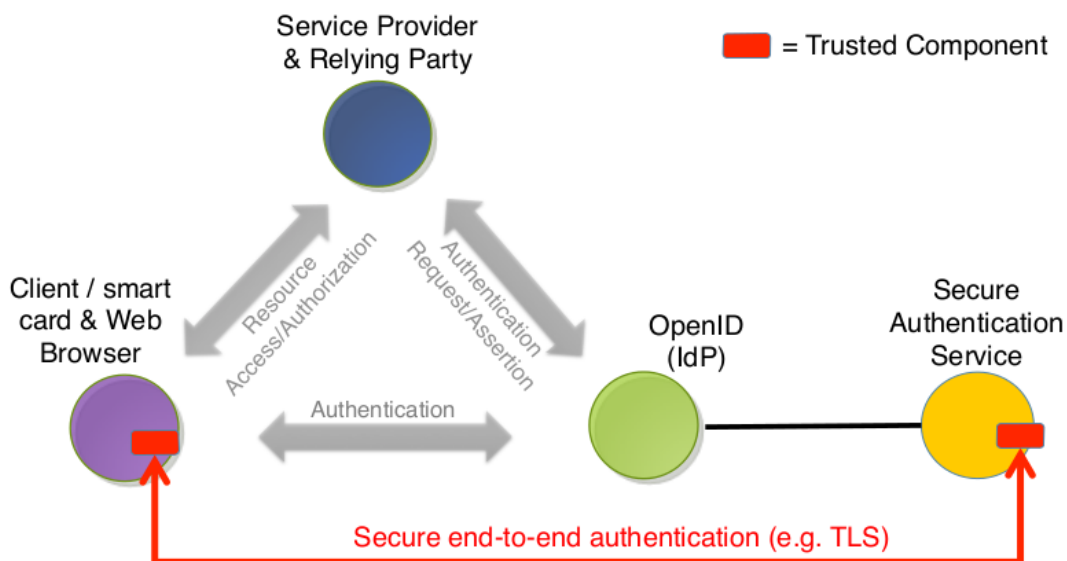 Service Provider
& Relying Party
= Trusted Component
Resource
Access/Authorization
Authentication
Request/Assertion
Client / smart
card & Web
Browser
OpenID
(IdP)
Secure
Authentication
Service
Authentication
Secure end-to-end authentication (e.g. TLS)